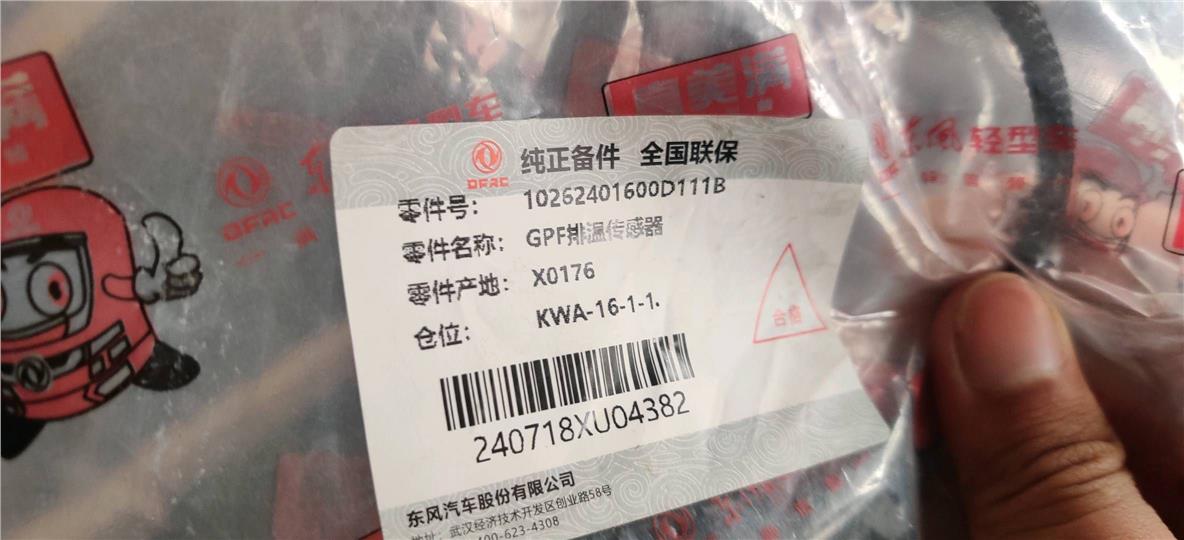 DFAC 纯正备件 全国联保
零件号： 10262401600D111B
零件名称： GPF排温传感器
零件产地： X0176
仓位： KWA-16-1-1.
合格
240718XU04382
东风汽车股份有限公司
地址：武汉经济技术开发区创业路58号
400-623-4308
东风轻型车
DFAC